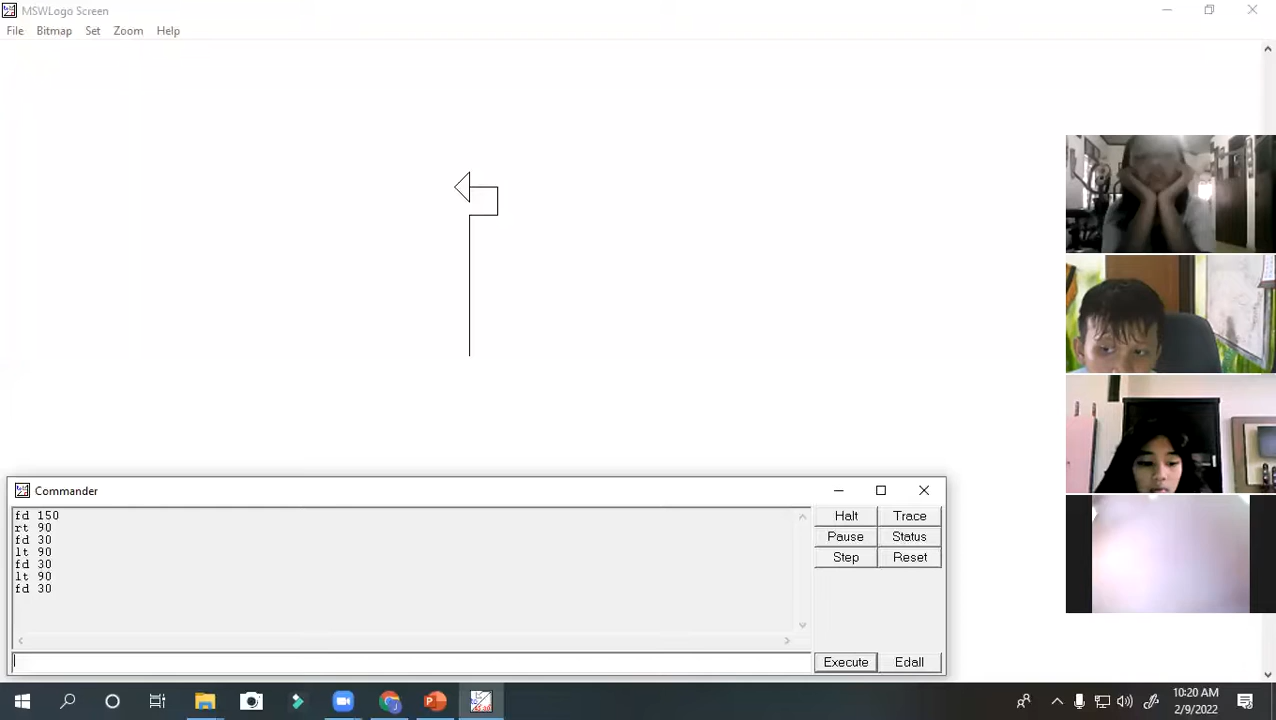 MSWLogo Screen
File Bitmap Set Zoom Help
Commander
fd 150
rt 90
fd 30
lt 90
fd 30
lt 90
fd 30
Halt Trace
Pause Status
Step Reset
Execute Edall
10:20 AM
2/9/2022